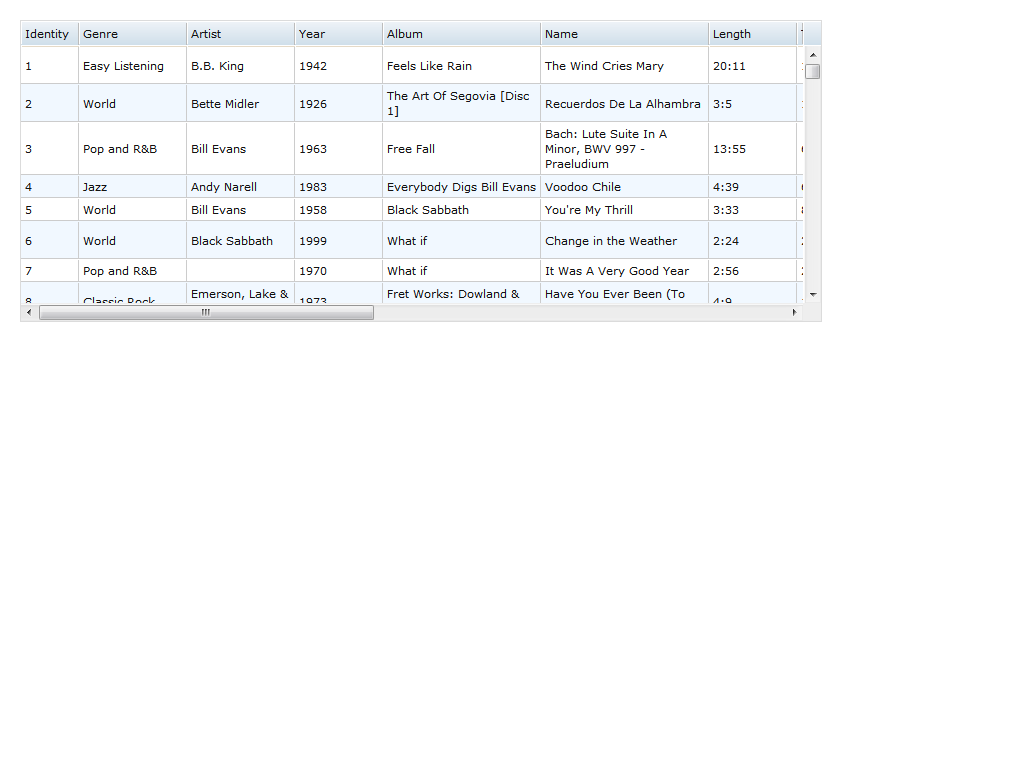 Identity Genre Artist Year Album Name Length
1 Easy Listening B.B. King 1942 Feels Like Rain The Wind Cries Mary 20:11
2 World Bette Midler 1926 The Art Of Segovia [Disc 1] Recuerdos De La Alhambra 3:5
3 Pop and R&B Bill Evans 1963 Free Fall Bach: Lute Suite In A Minor, BWV 997 - Praeludium 13:55
4 Jazz Andy Narell 1983 Everybody Digs Bill Evans Voodoo Chile 4:39
5 World Bill Evans 1958 Black Sabbath You're My Thrill 3:33
6 World Black Sabbath 1999 What if Change in the Weather 2:24
7 Pop and R&B 1970 What if It Was A Very Good Year 2:56
8 Classic Rock Emerson, Lake & 1973 Fret Works: Dowland & Have You Ever Been (To 4:9